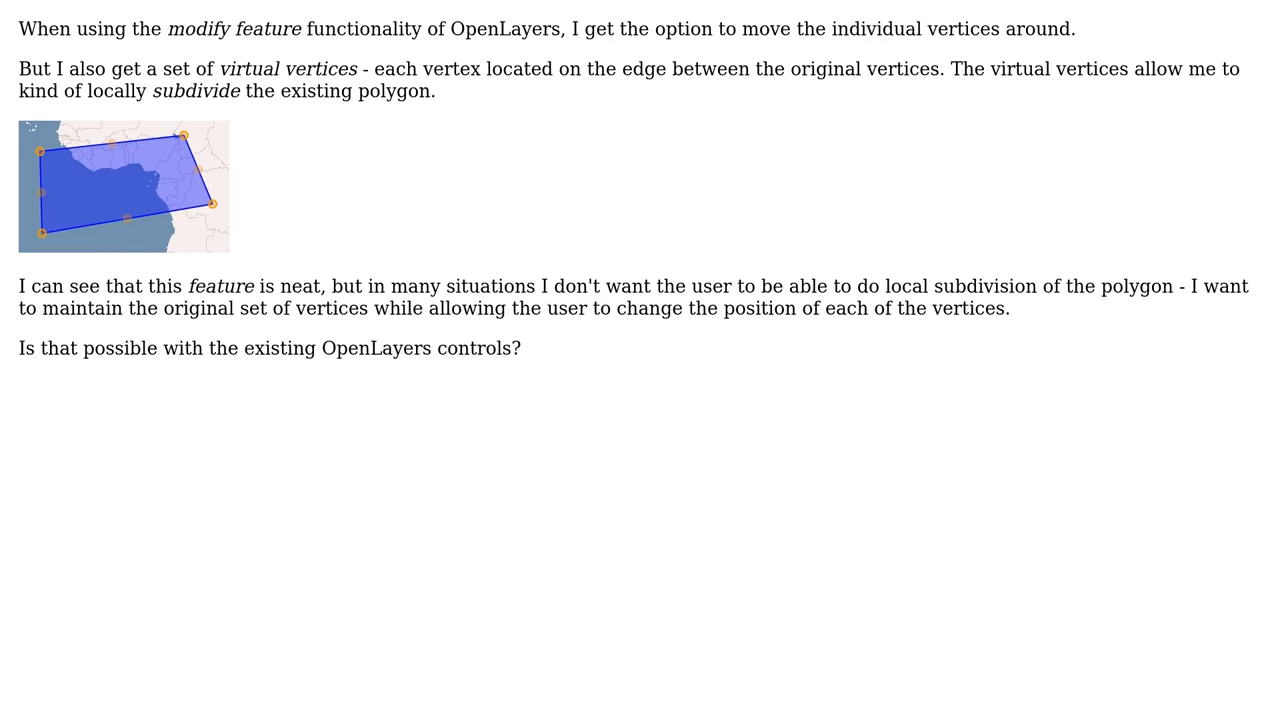 When using the modify feature functionality of OpenLayers, I get the option to move the individual vertices around.
But I also get a set of virtual vertices - each vertex located on the edge between the original vertices. The virtual vertices allow me to
kind of locally subdivide the existing polygon.
I can see that this feature is neat, but in many situations I don't want the user to be able to do local subdivision of the polygon - I want
to maintain the original set of vertices while allowing the user to change the position of each of the vertices.
Is that possible with the existing OpenLayers controls?